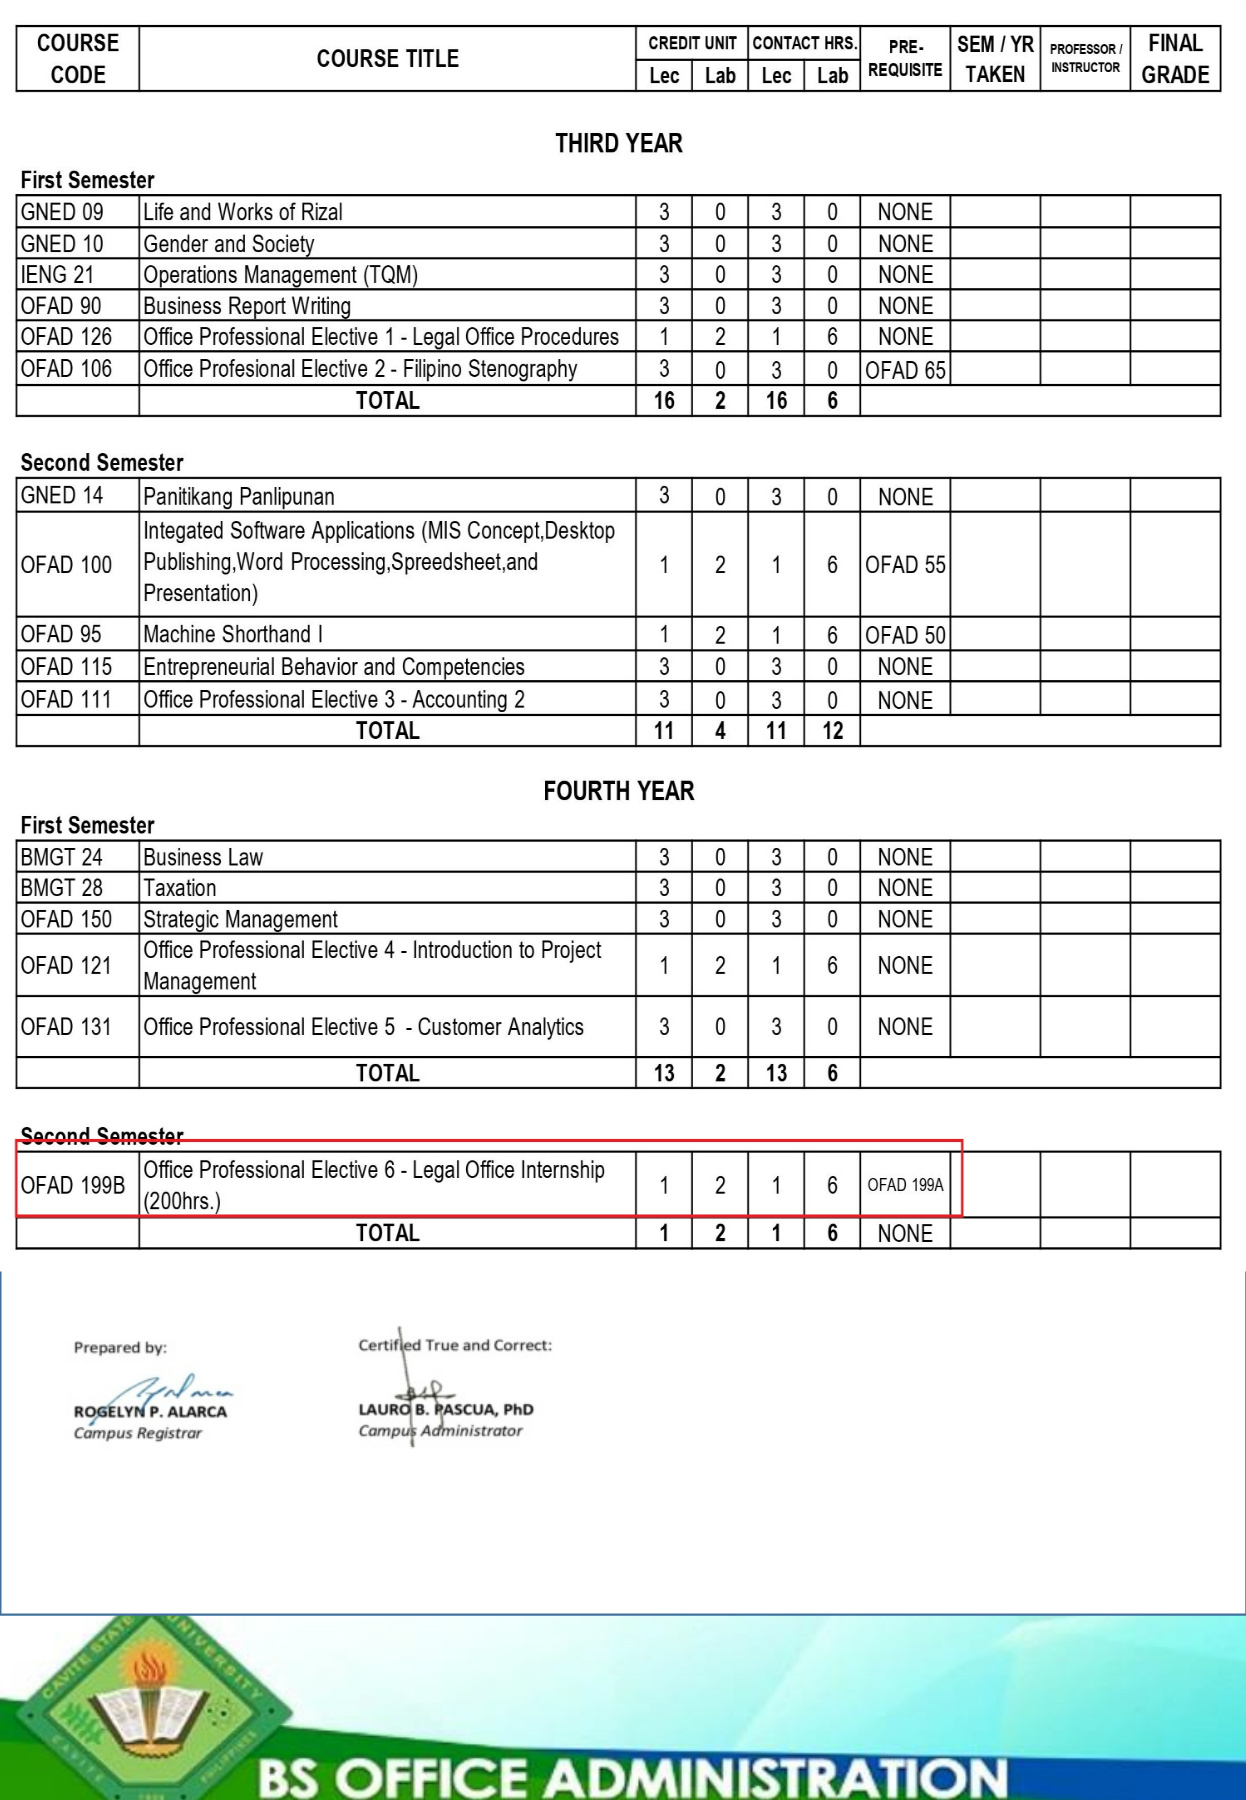 COURSE CODE COURSE TITLE CREDIT UNIT CONTACT HRS. PRE-REQUISITE SEM / YR TAKEN PROFESSOR / INSTRUCTOR FINAL GRADE
Lec Lab Lec Lab
THIRD YEAR
First Semester
GNED 09 Life and Works of Rizal 3 0 3 0 NONE
GNED 10 Gender and Society 3 0 3 0 NONE
IENG 21 Operations Management (TQM) 3 0 3 0 NONE
OFAD 90 Business Report Writing 3 0 3 0 NONE
OFAD 126 Office Professional Elective 1 - Legal Office Procedures 1 2 1 6 NONE
OFAD 106 Office Profesional Elective 2 - Filipino Stenography 3 0 3 0 OFAD 65
TOTAL 16 2 16 6
Second Semester
GNED 14 Panitikang Panlipunan 3 0 3 0 NONE
OFAD 100 Integated Software Applications (MIS Concept,Desktop
Publishing,Word Processing,Spreedsheet,and
Presentation) 1 2 1 6 OFAD 55
OFAD 95 Machine Shorthand I 1 2 1 6 OFAD 50
OFAD 115 Entrepreneurial Behavior and Competencies 3 0 3 0 NONE
OFAD 111 Office Professional Elective 3 - Accounting 2 3 0 3 0 NONE
TOTAL 11 4 11 12
FOURTH YEAR
First Semester
BMGT 24 Business Law 3 0 3 0 NONE
BMGT 28 Taxation 3 0 3 0 NONE
OFAD 150 Strategic Management 3 0 3 0 NONE
OFAD 121 Office Professional Elective 4 - Introduction to Project
Management 1 2 1 6 NONE
OFAD 131 Office Professional Elective 5 - Customer Analytics 3 0 3 0 NONE
TOTAL 13 2 13 6
Second Semester
OFAD 199B Office Professional Elective 6 - Legal Office Internship
(200hrs.) 1 2 1 6 OFAD 199A
TOTAL 1 2 1 6 NONE
Prepared by: Certified True and Correct:
ROGELYN P. ALARCA LAURO B. PASCUA, PhD
Campus Registrar Campus Administrator
CAVITE STATE UNIVERSITY
CAVITE PHILIPPINES
BS OFFICE ADMINISTRATION